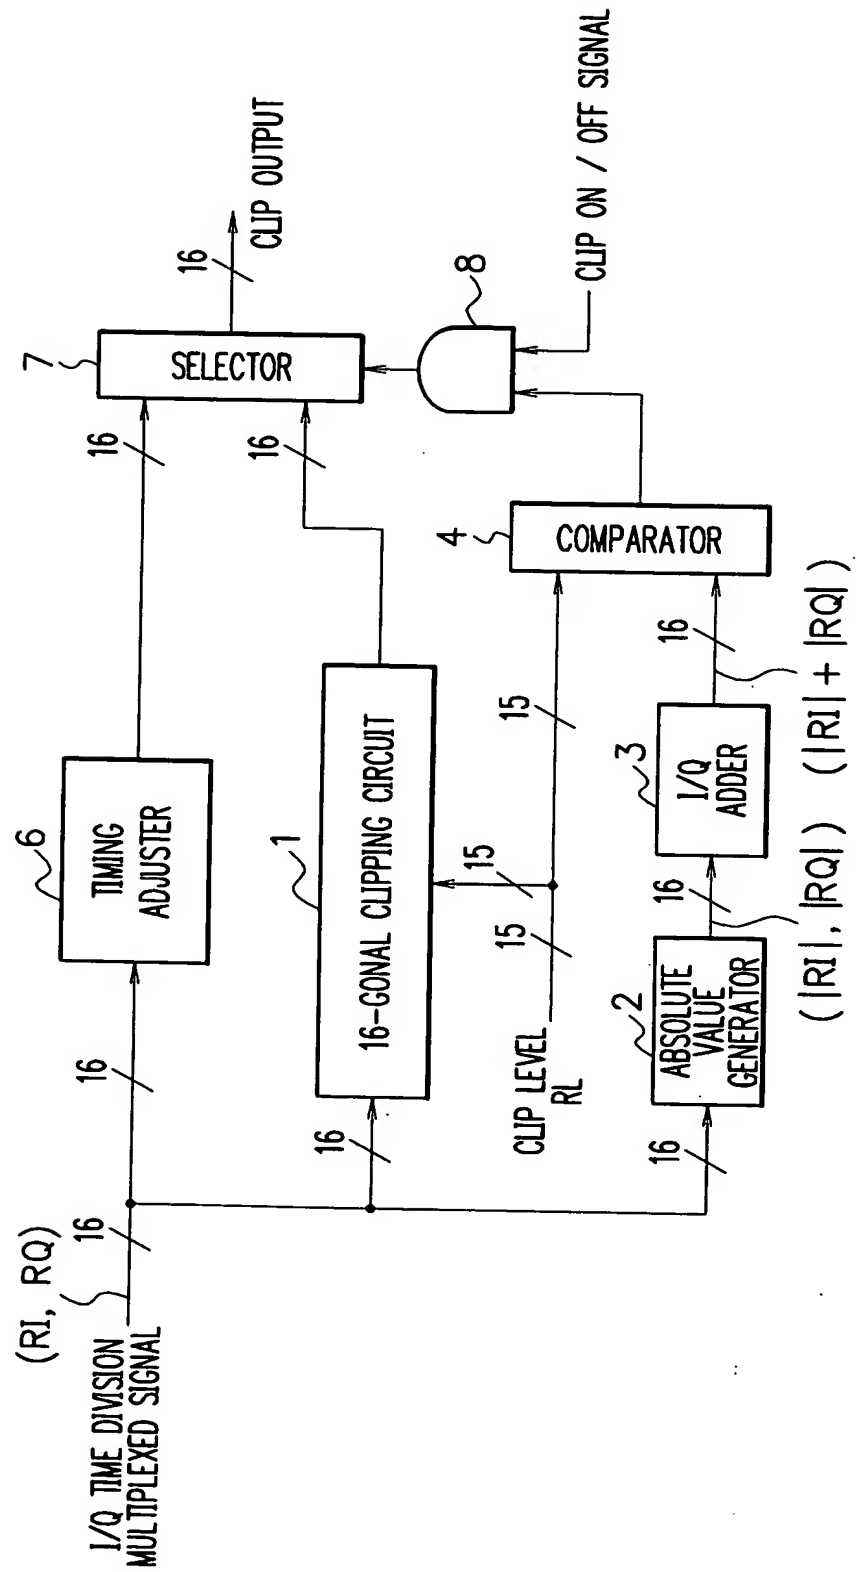 (RI, RQ)
I/Q TIME DIVISION
MULTIPLEXED SIGNAL
16
16
6
TIMING
ADJUSTER
16
7
SELECTOR
16
CLIP OUTPUT
16
1
16-GONAL CLIPPING CIRCUIT
16
8
CLIP ON / OFF SIGNAL
CLIP LEVEL
RL
15
15
15
4
COMPARATOR
16
2
ABSOLUTE
VALUE
GENERATOR
16
(|RI|, |RQ|)
3
I/Q
ADDER
16
(|RI| + |RQ|)